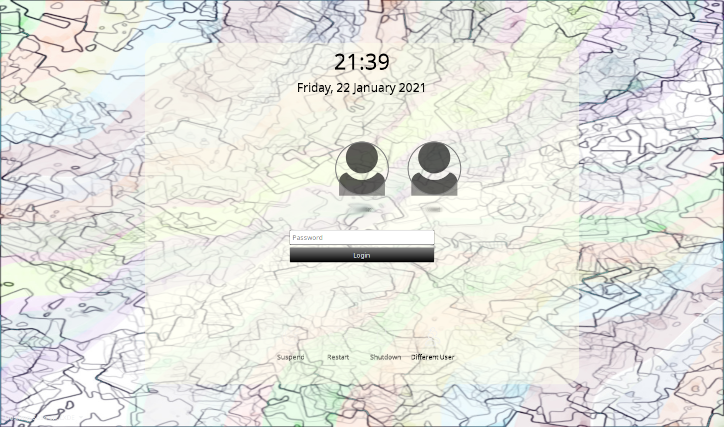 21:39
Friday, 22 January 2021
Password
Login
Suspend Restart Shutdown Different User